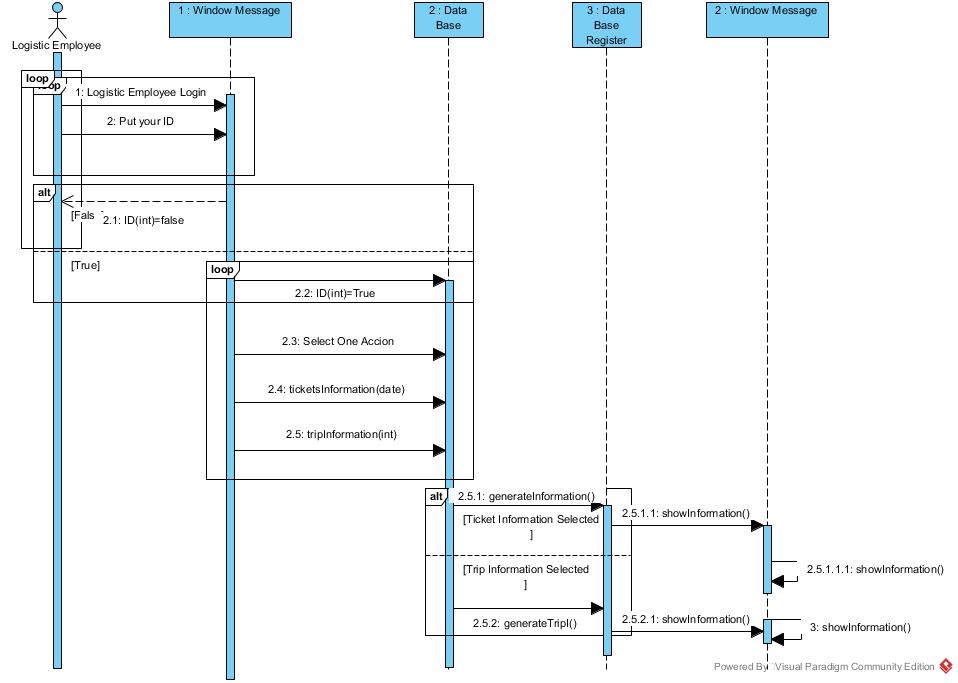 1 : Window Message
2 : Data
Base
3 : Data
Base
Register
2 : Window Message
Logistic Employee
loop
loop
1: Logistic Employee Login
2: Put your ID
alt
[Fals
2.1: ID(int)=false
[True]
loop
2.2: ID(int)=True
2.3: Select One Accion
2.4: ticketsInformation(date)
2.5: tripInformation(int)
alt
2.5.1: generateInformation()
[Ticket Information Selected
]
2.5.1.1: showInformation()
2.5.1.1.1: showInformation()
[Trip Information Selected
]
2.5.2: generateTripI()
2.5.2.1: showInformation()
3: showInformation()
Powered By Visual Paradigm Community Edition